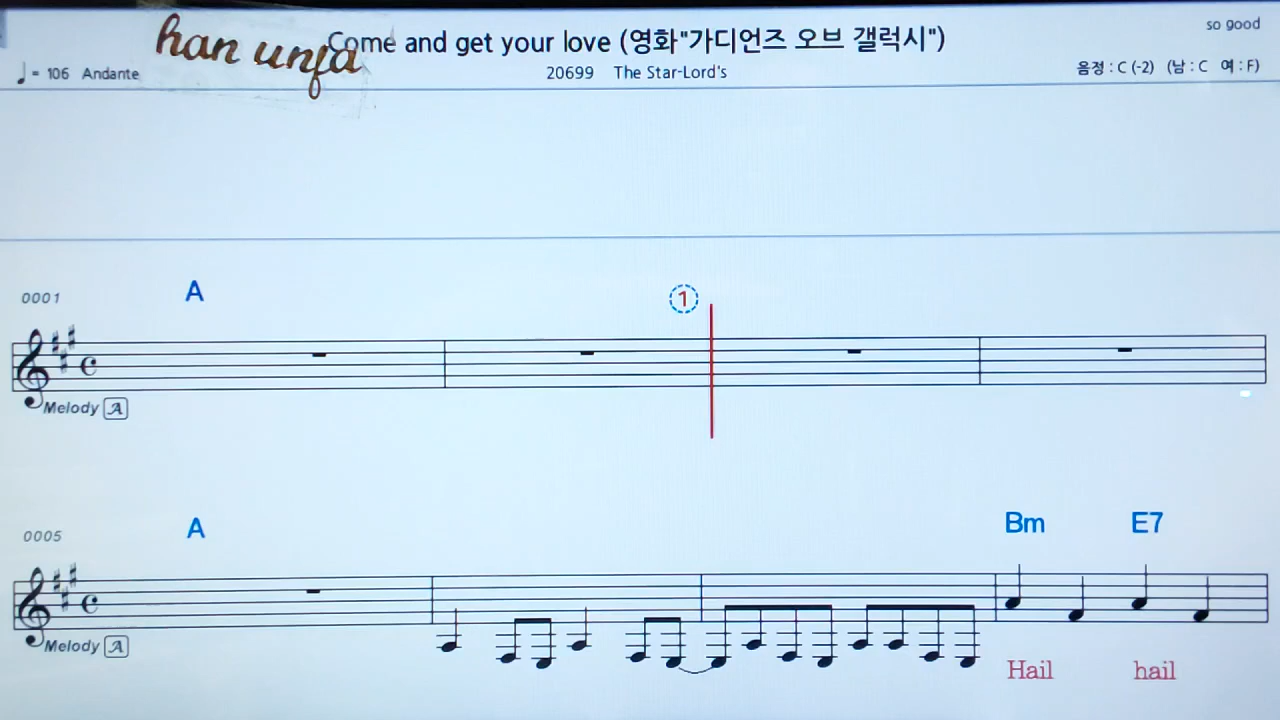 so good
han unfa
Come and get your love (영화"가디언즈 오브 갤럭시")
♩ = 106 Andante
20699 The Star-Lord's
음정 : C (-2) (남 : C 여 : F)
0001
A
1
Melody A
0005
A
Bm E7
Melody A
Hail hail